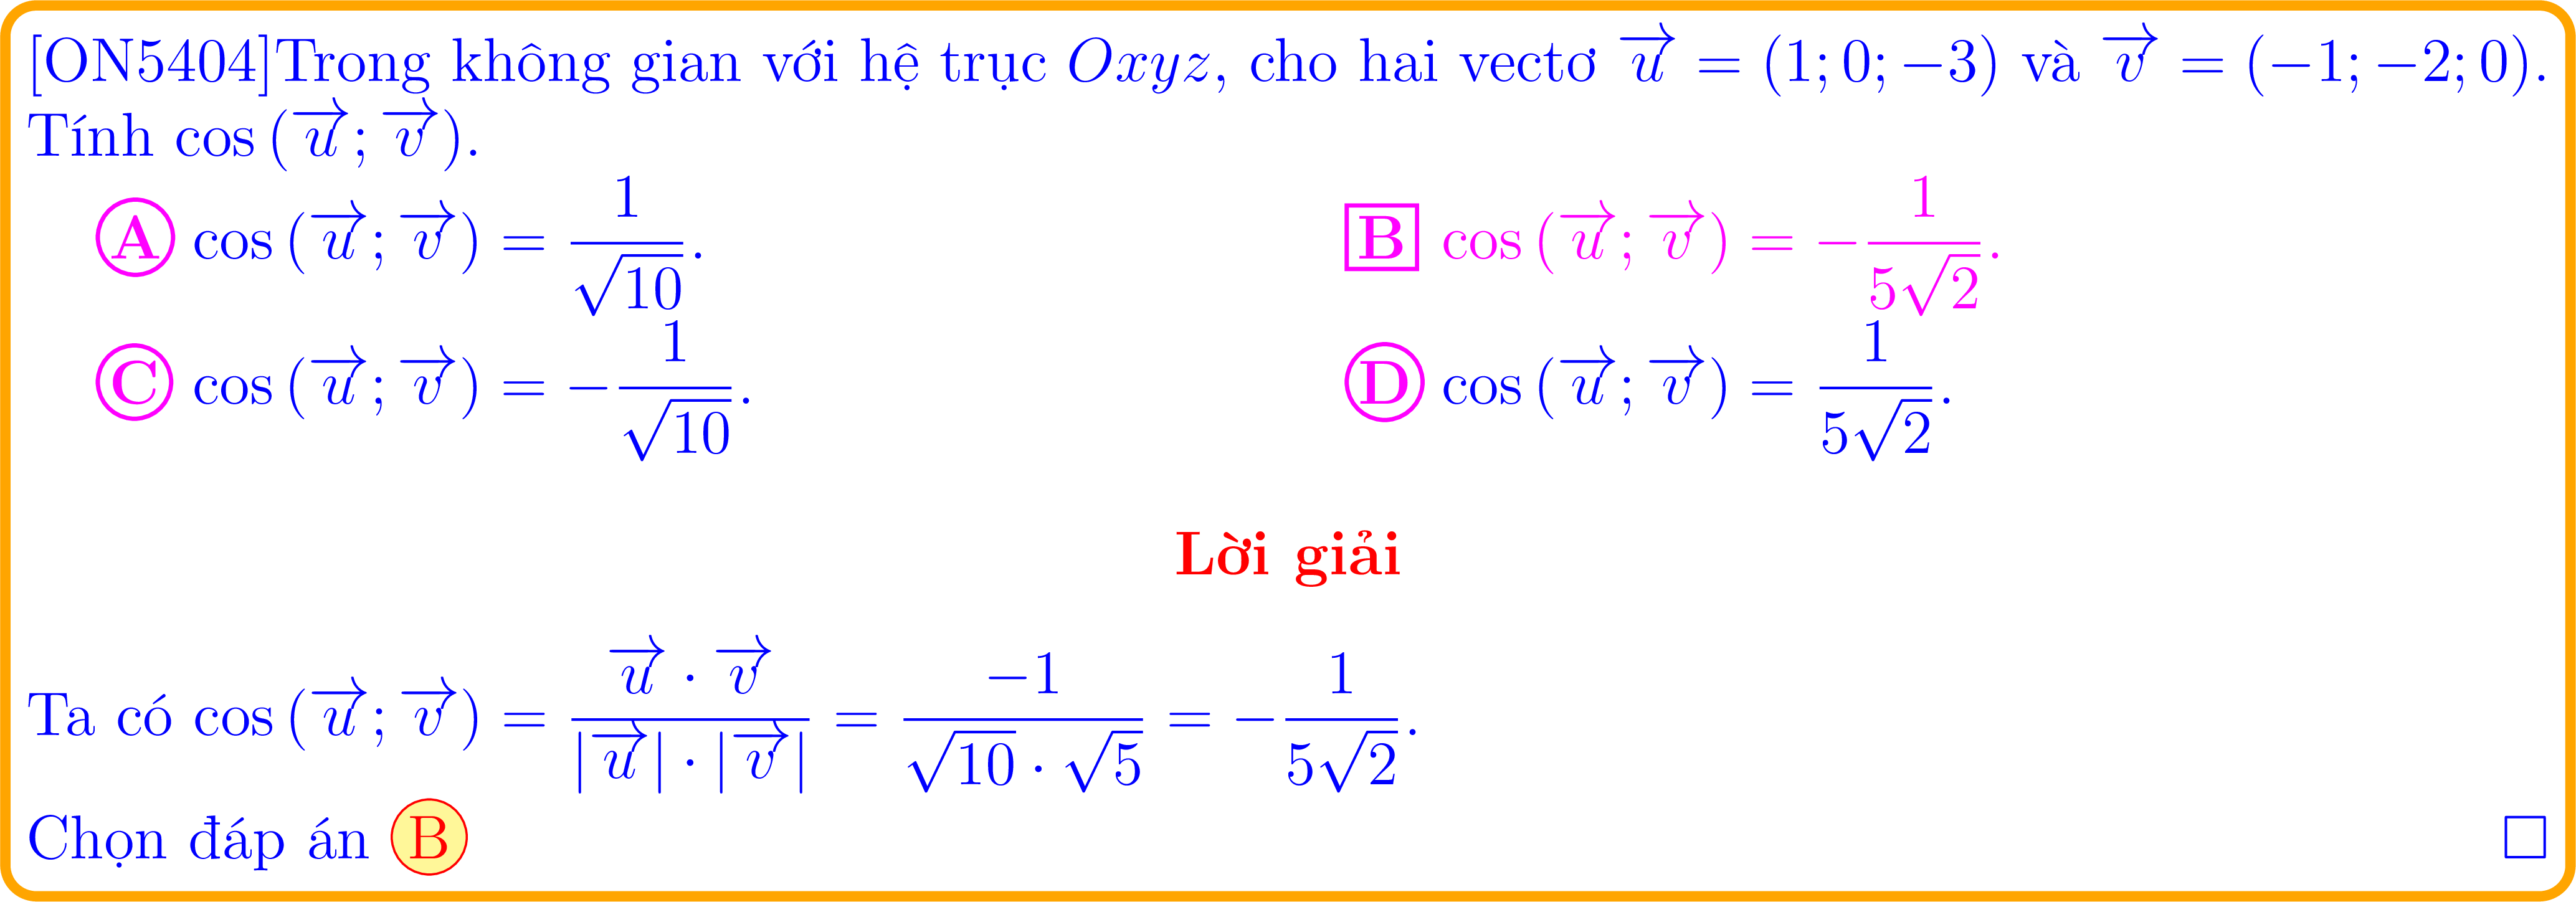 [ON5404]Trong không gian với hệ trục $Oxyz$, cho hai vectơ $\overrightarrow{u} = (1; 0; -3)$ và $\overrightarrow{v} = (-1; -2; 0)$.
Tính $\cos(\overrightarrow{u}; \overrightarrow{v})$.
A $\cos(\overrightarrow{u}; \overrightarrow{v}) = \frac{1}{\sqrt{10}}$. B $\cos(\overrightarrow{u}; \overrightarrow{v}) = -\frac{1}{5\sqrt{2}}$.
C $\cos(\overrightarrow{u}; \overrightarrow{v}) = -\frac{1}{\sqrt{10}}$. D $\cos(\overrightarrow{u}; \overrightarrow{v}) = \frac{1}{5\sqrt{2}}$.
Lời giải
Ta có $\cos(\overrightarrow{u}; \overrightarrow{v}) = \frac{\overrightarrow{u} \cdot \overrightarrow{v}}{|\overrightarrow{u}| \cdot |\overrightarrow{v}|} = \frac{-1}{\sqrt{10} \cdot \sqrt{5}} = -\frac{1}{5\sqrt{2}}$.
Chọn đáp án B □